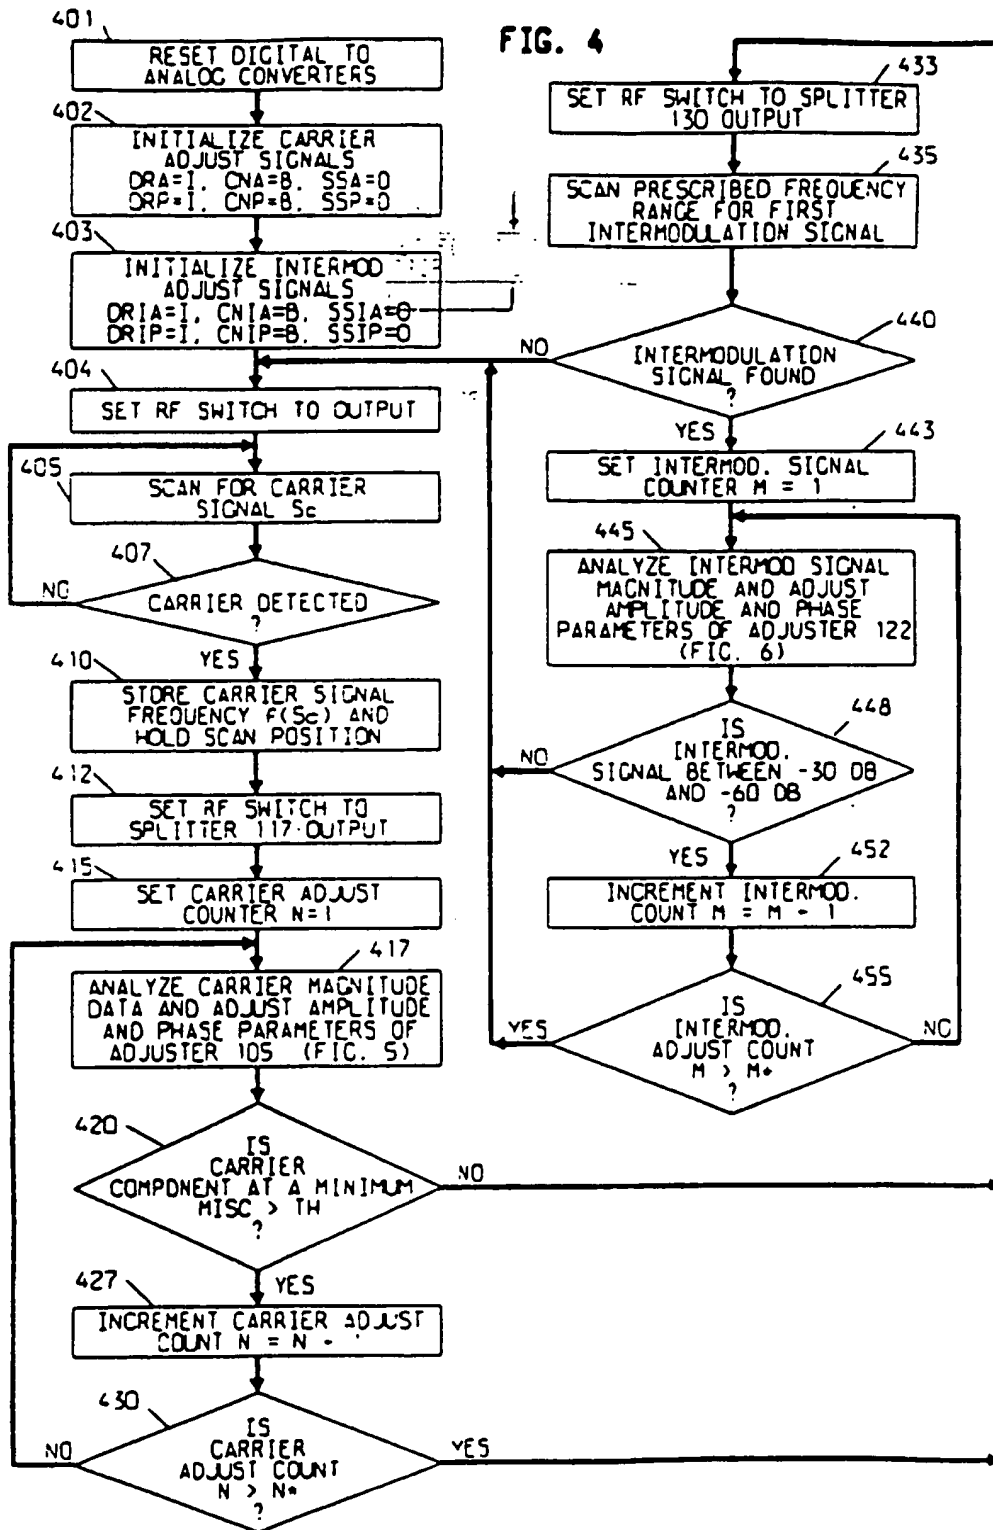 FIG. 4
401
RESET DIGITAL TO
ANALOG CONVERTERS
402
INITIALIZE CARRIER
ADJUST SIGNALS
DRA=I. CNA=B. SSA=0
DRP=I. CNP=B. SSP=0
403
INITIALIZE INTERMOD
ADJUST SIGNALS
DRIA=I. CNIA=B. SSIA=0
DRIP=I. CNIP=B. SSIP=0
404
SET RF SWITCH TO OUTPUT
405
SCAN FOR CARRIER
SIGNAL Sc
407
CARRIER DETECTED
?
NO
YES
410
STORE CARRIER SIGNAL
FREQUENCY F(Sc) AND
HOLD SCAN POSITION
412
SET RF SWITCH TO
SPLITTER 117 OUTPUT
415
SET CARRIER ADJUST
COUNTER N=1
417
ANALYZE CARRIER MAGNITUDE
DATA AND ADJUST AMPLITUDE
AND PHASE PARAMETERS OF
ADJUSTER 105 (FIG. 5)
420
IS
CARRIER
COMPONENT AT A MINIMUM
MISC > TH
?
NO
YES
427
INCREMENT CARRIER ADJUST
COUNT N = N -
430
IS
CARRIER
ADJUST COUNT
N > N*
?
NO
YES
433
SET RF SWITCH TO SPLITTER
130 OUTPUT
435
SCAN PRESCRIBED FREQUENCY
RANGE FOR FIRST
INTERMODULATION SIGNAL
440
INTERMODULATION
SIGNAL FOUND
?
NO
YES
443
SET INTERMOD. SIGNAL
COUNTER M = 1
445
ANALYZE INTERMOD SIGNAL
MAGNITUDE AND ADJUST
AMPLITUDE AND PHASE
PARAMETERS OF ADJUSTER 122
(FIG. 6)
448
IS
INTERMOD.
SIGNAL BETWEEN -30 DB
AND -60 DB
?
NO
YES
452
INCREMENT INTERMOD.
COUNT M = M - 1
455
IS
INTERMOD.
ADJUST COUNT
M > M*
?
YES
NO